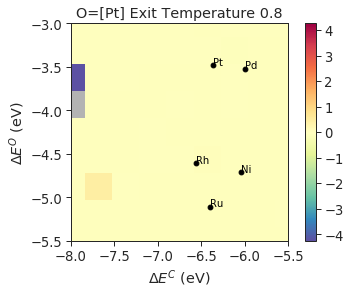 O=[Pt] Exit Temperature 0.8
−3.0
−3.5
−4.0
−4.5
−5.0
−5.5
ΔE^O (eV)
Pt
Pd
Rh
Ni
Ru
−8.0 −7.5 −7.0 −6.5 −6.0 −5.5
ΔE^C (eV)
4
3
2
1
0
−1
−2
−3
−4